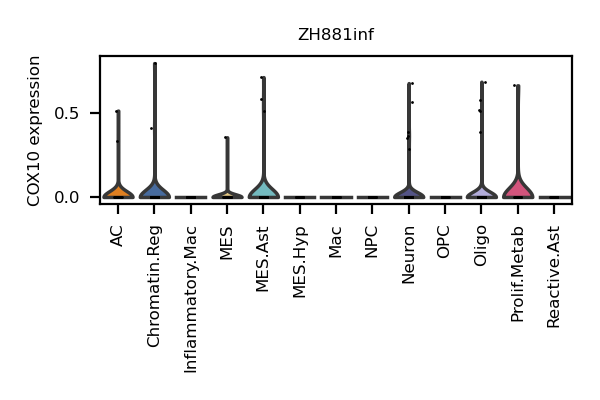 ZH881inf
COX10 expression
0.5
0.0
AC
Chromatin.Reg
Inflammatory.Mac
MES
MES.Ast
MES.Hyp
Mac
NPC
Neuron
OPC
Oligo
Prolif.Metab
Reactive.Ast